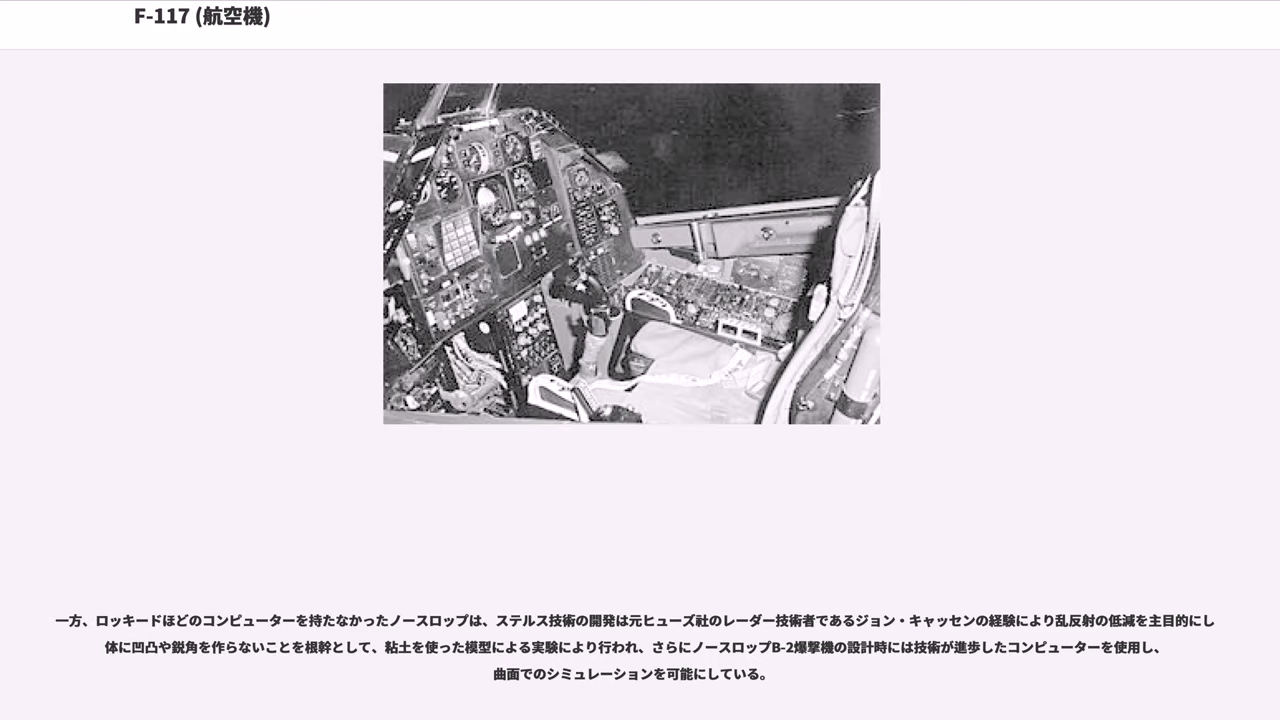 F-117 (航空機)
一方、ロッキードほどのコンピューターを持たなかったノースロップは、ステルス技術の開発は元ヒューズ社のレーダー技術者であるジョン・キャッセンの経験により乱反射の低減を主目的にし
体に凹凸や鋭角を作らないことを根幹として、粘土を使った模型による実験により行われ、さらにノースロップB-2爆撃機の設計時には技術が進歩したコンピューターを使用し、
曲面でのシミュレーションを可能にしている。